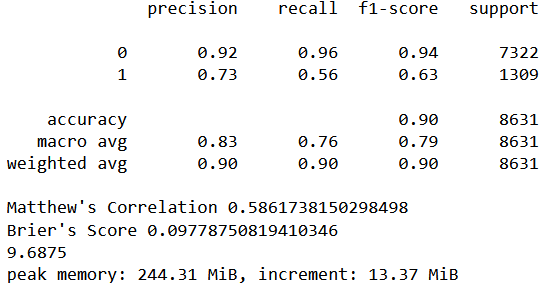 precision recall f1-score support
0 0.92 0.96 0.94 7322
1 0.73 0.56 0.63 1309
accuracy 0.90 8631
macro avg 0.83 0.76 0.79 8631
weighted avg 0.90 0.90 0.90 8631
Matthew's Correlation 0.5861738150298498
Brier's Score 0.09778750819410346
9.6875
peak memory: 244.31 MiB, increment: 13.37 MiB